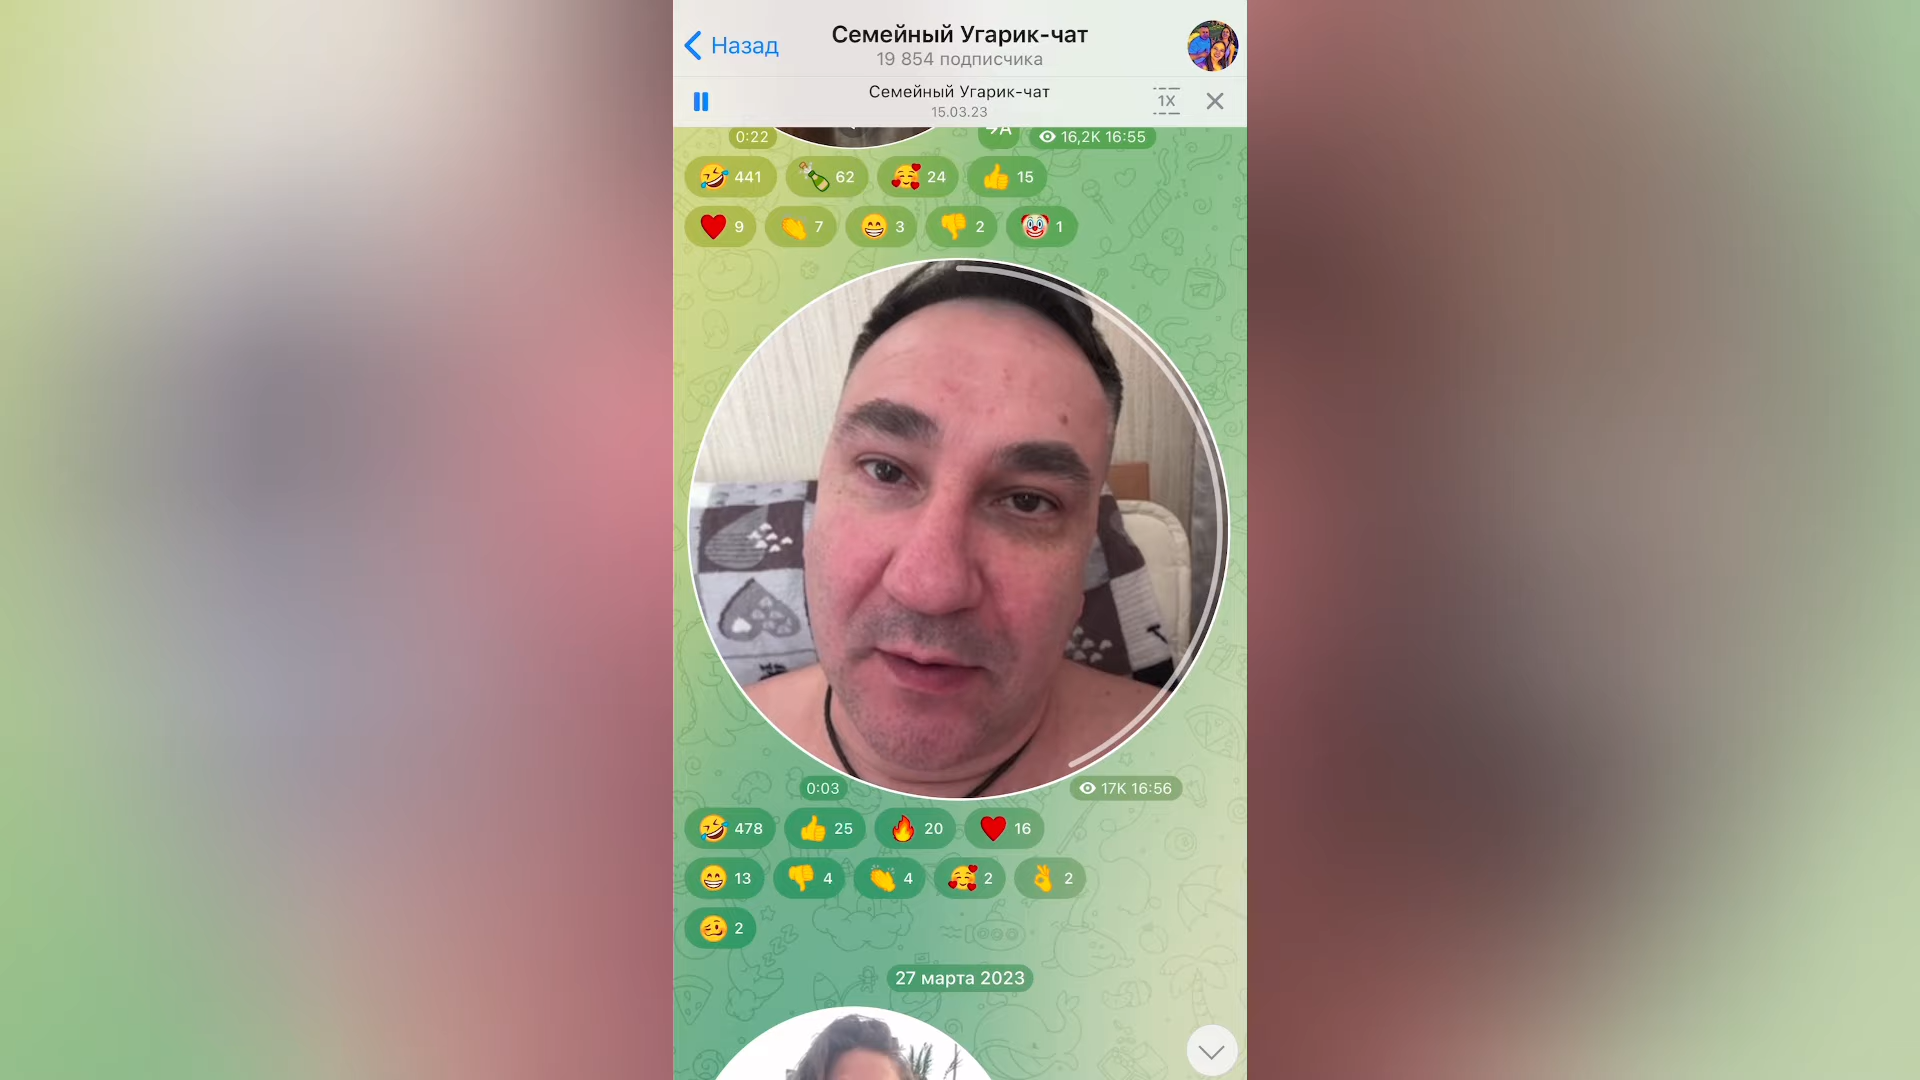 Назад
Семейный Угарик-чат
19 854 подписчика
Семейный Угарик-чат
15.03.23
1X
0:22
→A
16,2K 16:55
441 62 24 15
9 7 3 2 1
0:03
17K 16:56
478 25 20 16
13 4 4 2 2
2
27 марта 2023